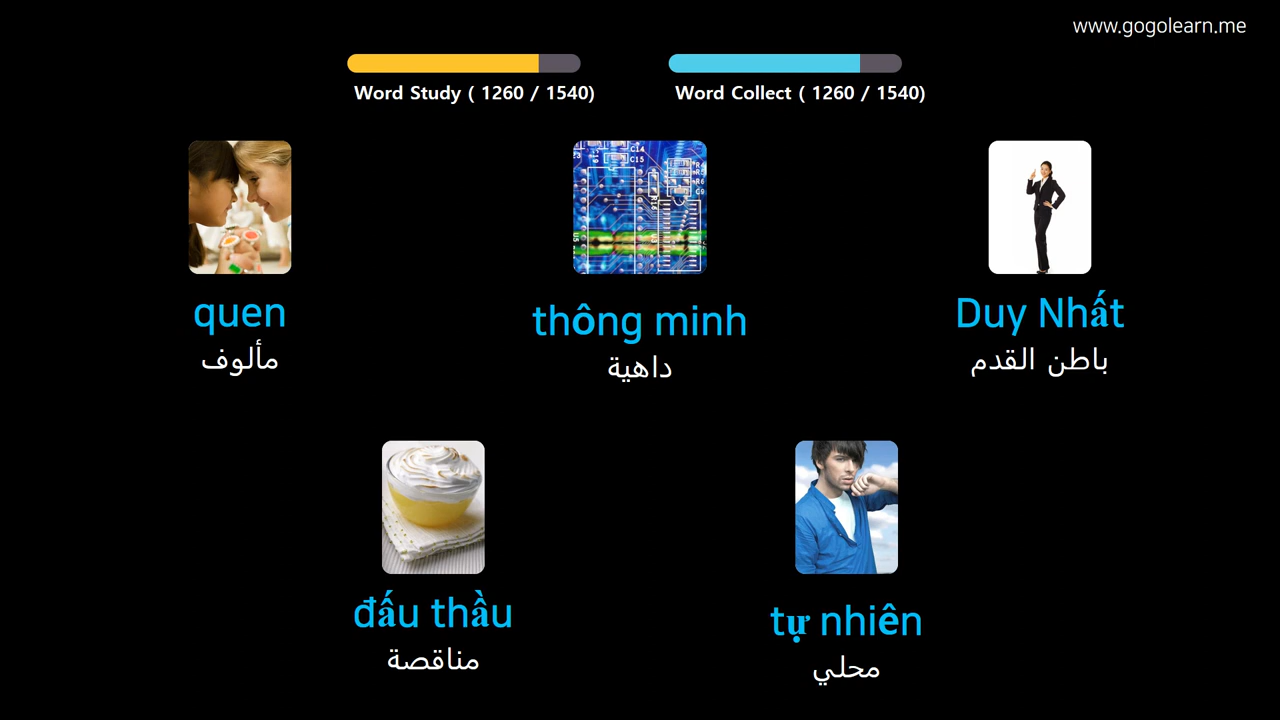 www.gogolearn.me
Word Study ( 1260 / 1540)
Word Collect ( 1260 / 1540)
quen
مألوف
thông minh
داهية
Duy Nhất
باطن القدم
đấu thầu
مناقصة
tự nhiên
محلي